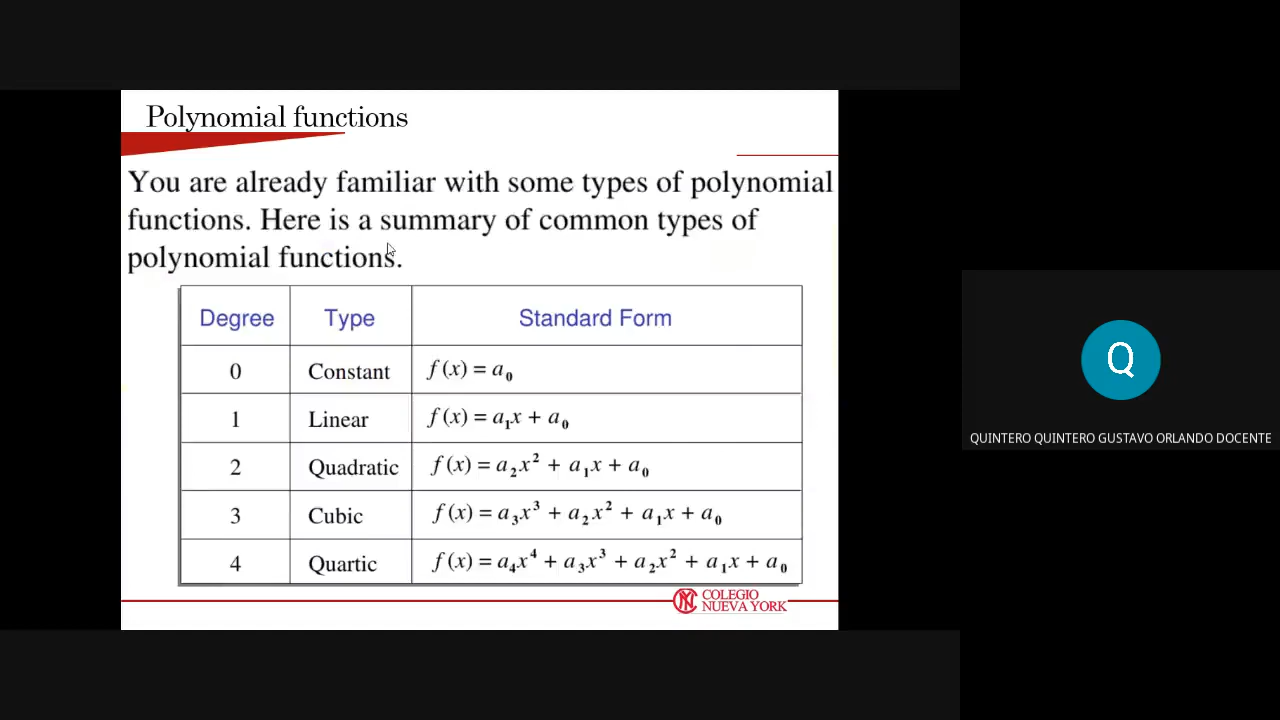 Polynomial functions
You are already familiar with some types of polynomial
functions. Here is a summary of common types of
polynomial functions.
Degree Type Standard Form
0 Constant f(x) = a₀
1 Linear f(x) = a₁x + a₀
2 Quadratic f(x) = a₂x² + a₁x + a₀
3 Cubic f(x) = a₃x³ + a₂x² + a₁x + a₀
4 Quartic f(x) = a₄x⁴ + a₃x³ + a₂x² + a₁x + a₀
COLEGIO
NUEVA YORK
Q
QUINTERO QUINTERO GUSTAVO ORLANDO DOCENTE